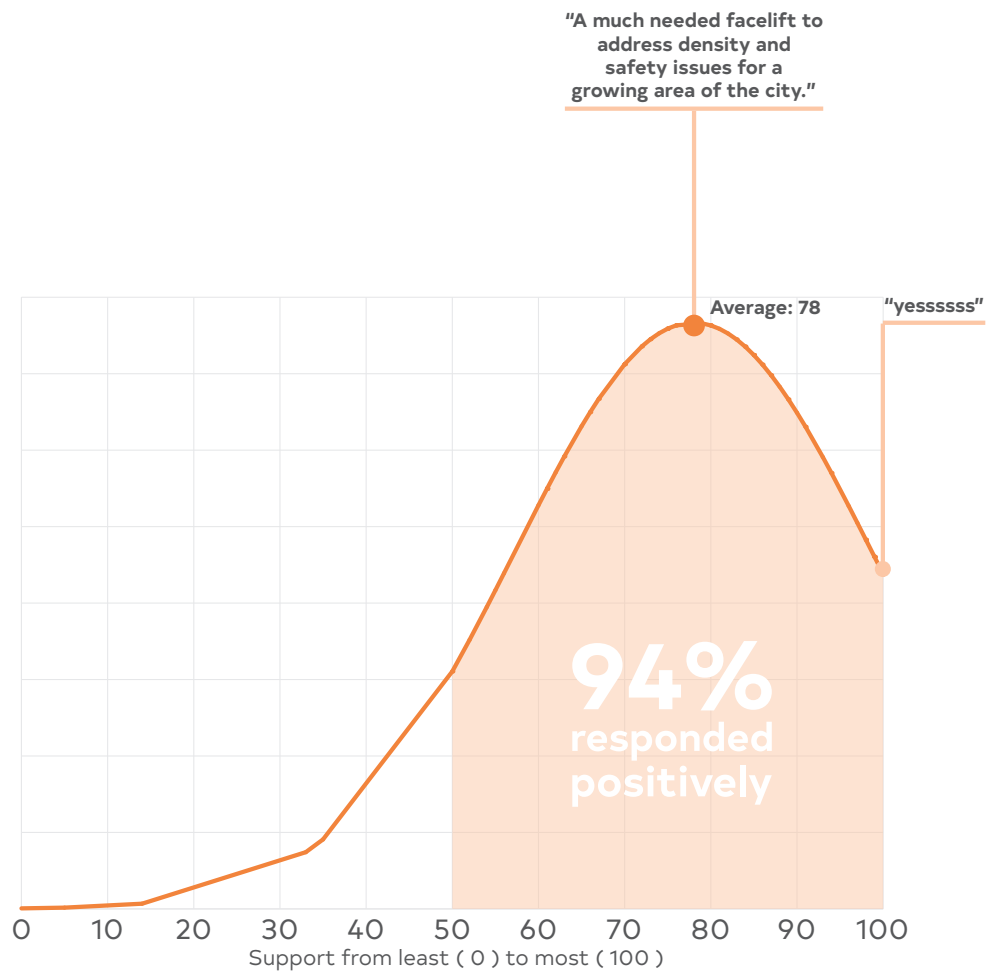 “A much needed facelift to
address density and
safety issues for a
growing area of the city.”
Average: 78
“yessssss”
94%
responded
positively
0 10 20 30 40 50 60 70 80 90 100
Support from least ( 0 ) to most ( 100 )